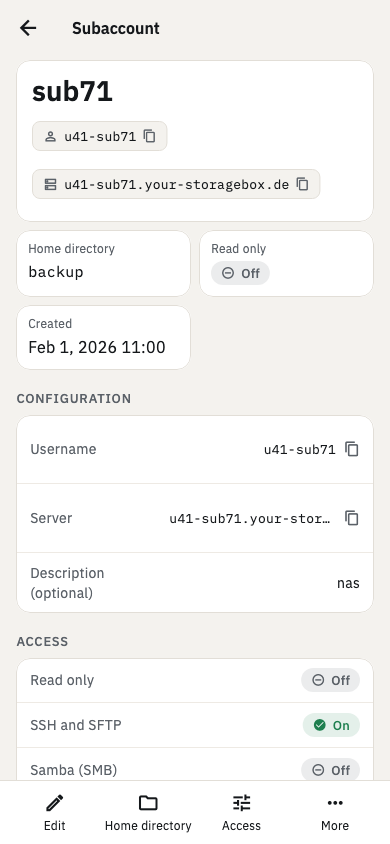 Subaccount
sub71
u41-sub71
u41-sub71.your-storagebox.de
Home directory
backup
Read only
Off
Created
Feb 1, 2026 11:00
CONFIGURATION
Username
u41-sub71
Server
u41-sub71.your-stor…
Description
(optional)
nas
ACCESS
Read only
Off
SSH and SFTP
On
Samba (SMB)
Off
Edit
Home directory
Access
More